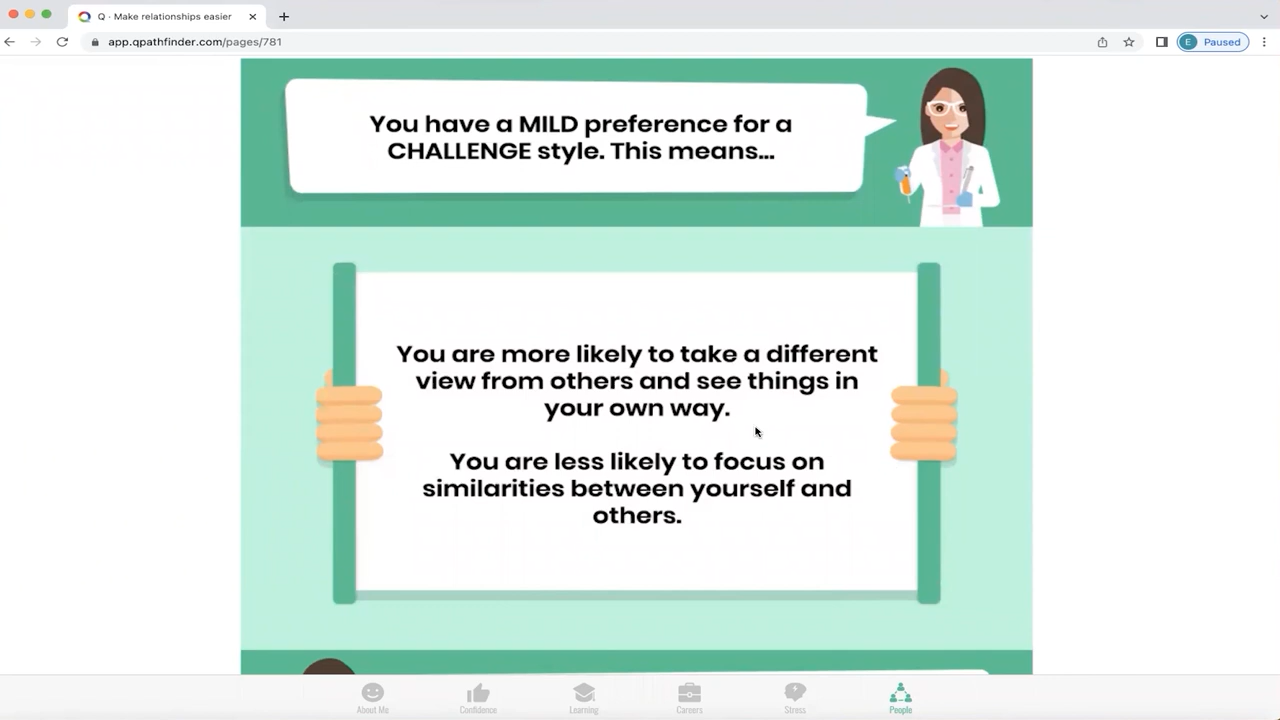 Q - Make relationships easier
app.qpathfinder.com/pages/781
E Paused
You have a MILD preference for a
CHALLENGE style. This means...
You are more likely to take a different
view from others and see things in
your own way.
You are less likely to focus on
similarities between yourself and
others.
About Me
Confidence
Learning
Careers
Stress
People